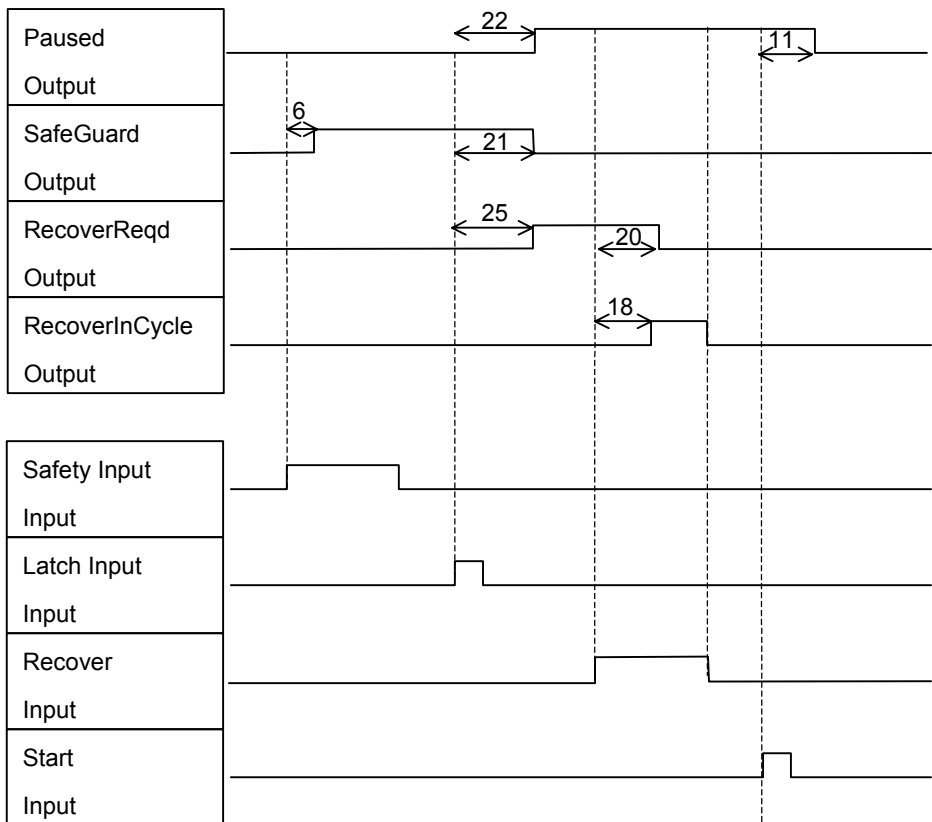 Paused
Output
22
11
SafeGuard
Output
6
21
RecoverReqd
Output
25
20
RecoverInCycle
Output
18
Safety Input
Input
Latch Input
Input
Recover
Input
Start
Input